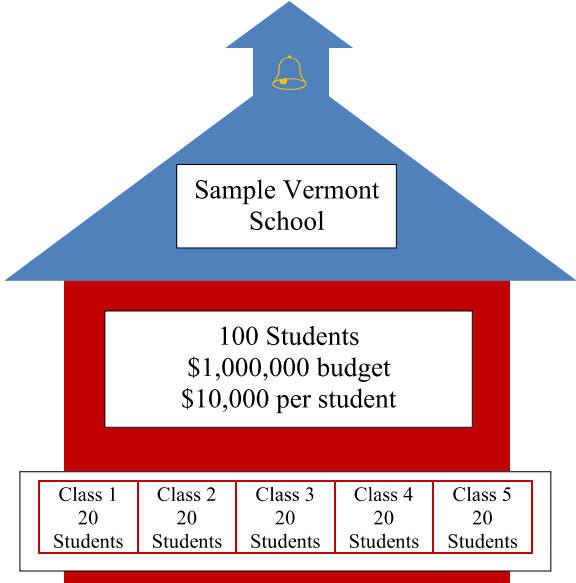 Sample Vermont
School
100 Students
$1,000,000 budget
$10,000 per student
Class 1
20
Students
Class 2
20
Students
Class 3
20
Students
Class 4
20
Students
Class 5
20
Students